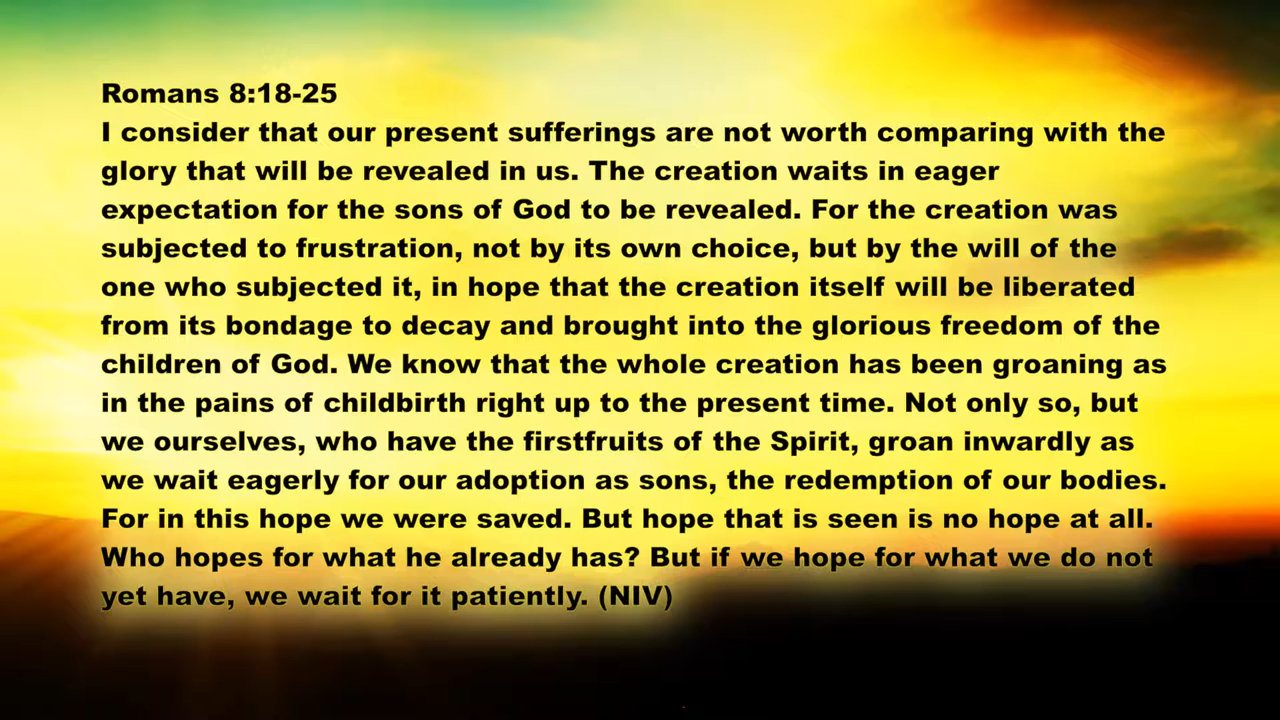 Romans 8:18-25
I consider that our present sufferings are not worth comparing with the
glory that will be revealed in us. The creation waits in eager
expectation for the sons of God to be revealed. For the creation was
subjected to frustration, not by its own choice, but by the will of the
one who subjected it, in hope that the creation itself will be liberated
from its bondage to decay and brought into the glorious freedom of the
children of God. We know that the whole creation has been groaning as
in the pains of childbirth right up to the present time. Not only so, but
we ourselves, who have the firstfruits of the Spirit, groan inwardly as
we wait eagerly for our adoption as sons, the redemption of our bodies.
For in this hope we were saved. But hope that is seen is no hope at all.
Who hopes for what he already has? But if we hope for what we do not
yet have, we wait for it patiently. (NIV)